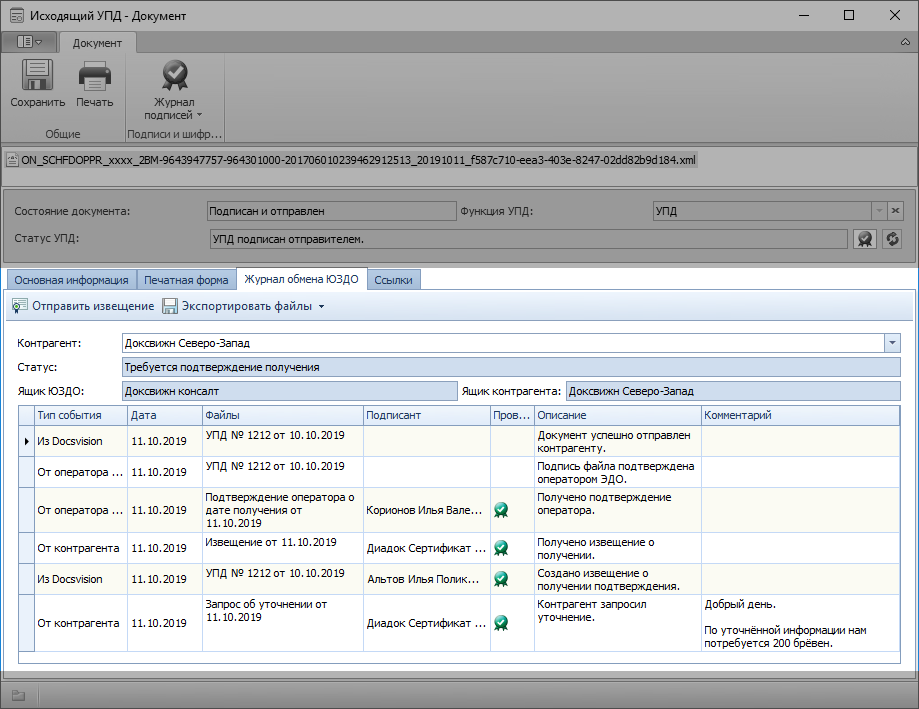 Исходящий УПД - Документ
Документ
Сохранить
Печать
Журнал
подписей
Общие
Подписи и шифр...
ON_SCHFDOPPR_xxxx_2BM-9643947757-964301000-201706010239462912513_20191011_f587c710-eea3-403e-8247-02dd82b9d184.xml
Состояние документа: Подписан и отправлен Функция УПД: УПД
Статус УПД: УПД подписан отправителем.
Основная информация Печатная форма Журнал обмена ЮЗДО Ссылки
Отправить извещение Экспортировать файлы
Контрагент: Доксвижн Северо-Запад
Статус: Требуется подтверждение получения
Ящик ЮЗДО: Доксвижн консалт Ящик контрагента: Доксвижн Северо-Запад
Тип события Дата Файлы Подписант Пров... Описание Комментарий
Из Docsvision 11.10.2019 УПД № 1212 от 10.10.2019 Документ успешно отправлен
контрагенту.
От оператора ... 11.10.2019 УПД № 1212 от 10.10.2019 Подпись файла подтверждена
оператором ЭДО.
От оператора ... 11.10.2019 Подтверждение оператора о
дате получения от
11.10.2019
Корионов Илья Вале... Получено подтверждение
оператора.
От контрагента 11.10.2019 Извещение от 11.10.2019 Диадок Сертификат ... Получено извещение о
получении.
Из Docsvision 11.10.2019 УПД № 1212 от 10.10.2019 Альтов Илья Полик... Создано извещение о
получении подтверждения.
От контрагента 11.10.2019 Запрос об уточнении от
11.10.2019
Диадок Сертификат ... Контрагент запросил
уточнение.
Добрый день.
По уточнённой информации нам
потребуется 200 брёвен.